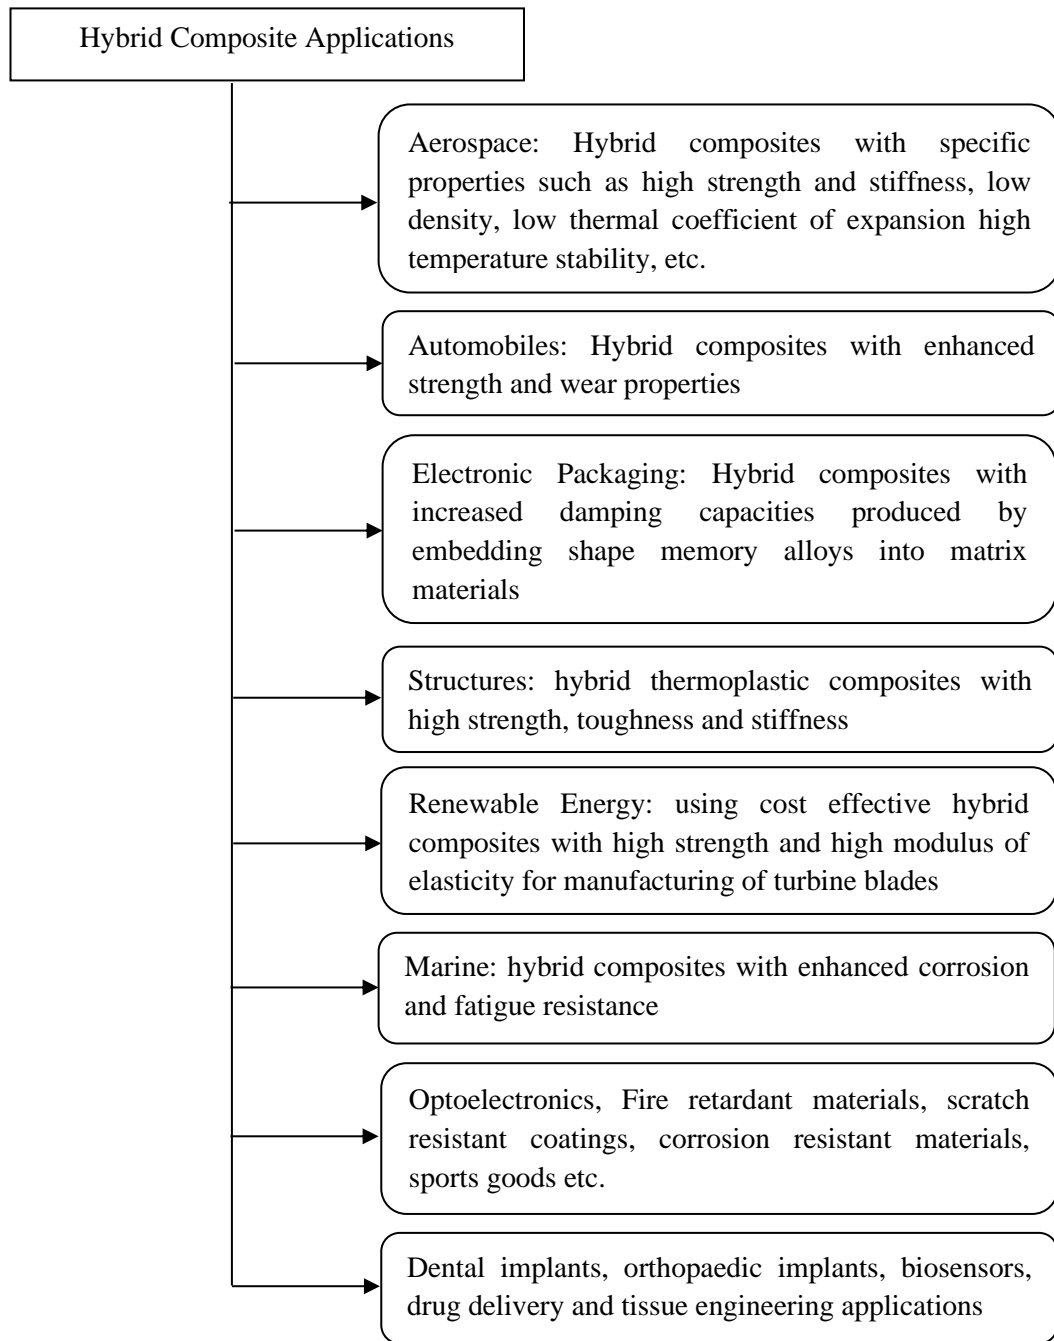 Hybrid Composite Applications
Aerospace: Hybrid composites with specific
properties such as high strength and stiffness, low
density, low thermal coefficient of expansion high
temperature stability, etc.
Automobiles: Hybrid composites with enhanced
strength and wear properties
Electronic Packaging: Hybrid composites with
increased damping capacities produced by
embedding shape memory alloys into matrix
materials
Structures: hybrid thermoplastic composites with
high strength, toughness and stiffness
Renewable Energy: using cost effective hybrid
composites with high strength and high modulus of
elasticity for manufacturing of turbine blades
Marine: hybrid composites with enhanced corrosion
and fatigue resistance
Optoelectronics, Fire retardant materials, scratch
resistant coatings, corrosion resistant materials,
sports goods etc.
Dental implants, orthopaedic implants, biosensors,
drug delivery and tissue engineering applications